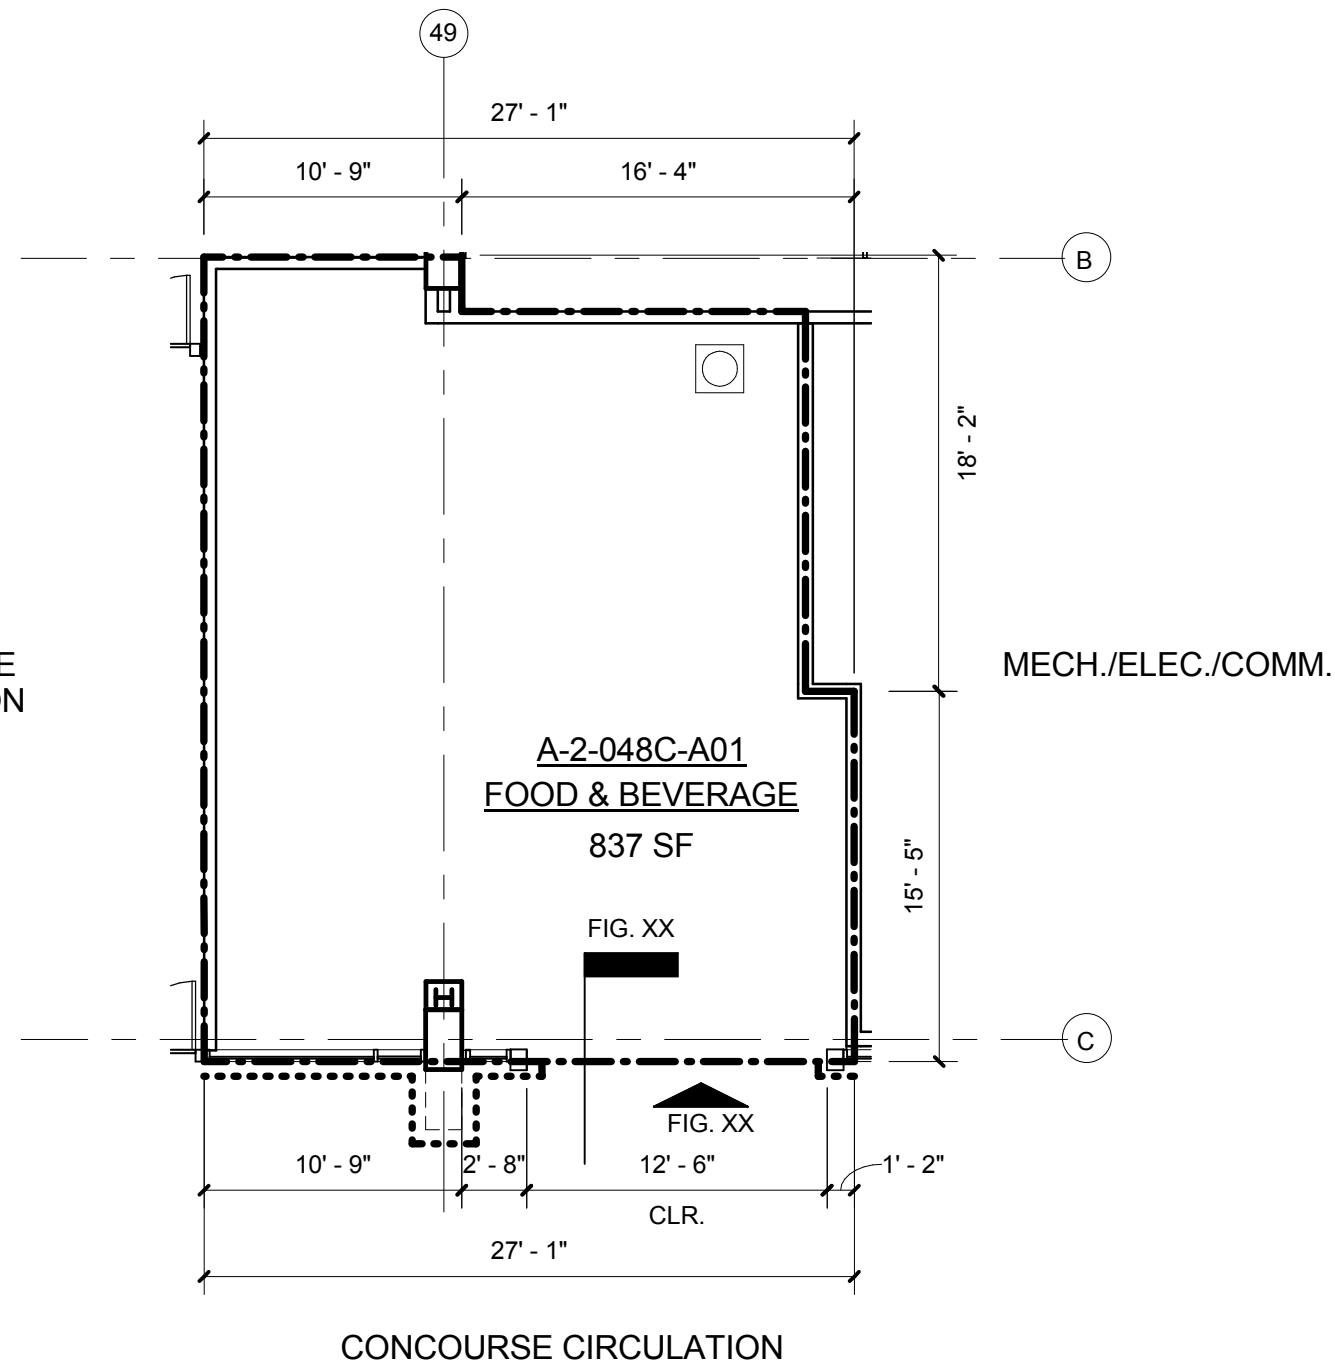 49
27' - 1"
10' - 9"
16' - 4"
B
18' - 2"
E
ON
MECH./ELEC./COMM.
A-2-048C-A01
FOOD & BEVERAGE
837 SF
15' - 5"
FIG. XX
C
FIG. XX
10' - 9"
2' - 8"
12' - 6"
1' - 2"
CLR.
27' - 1"
CONCOURSE CIRCULATION